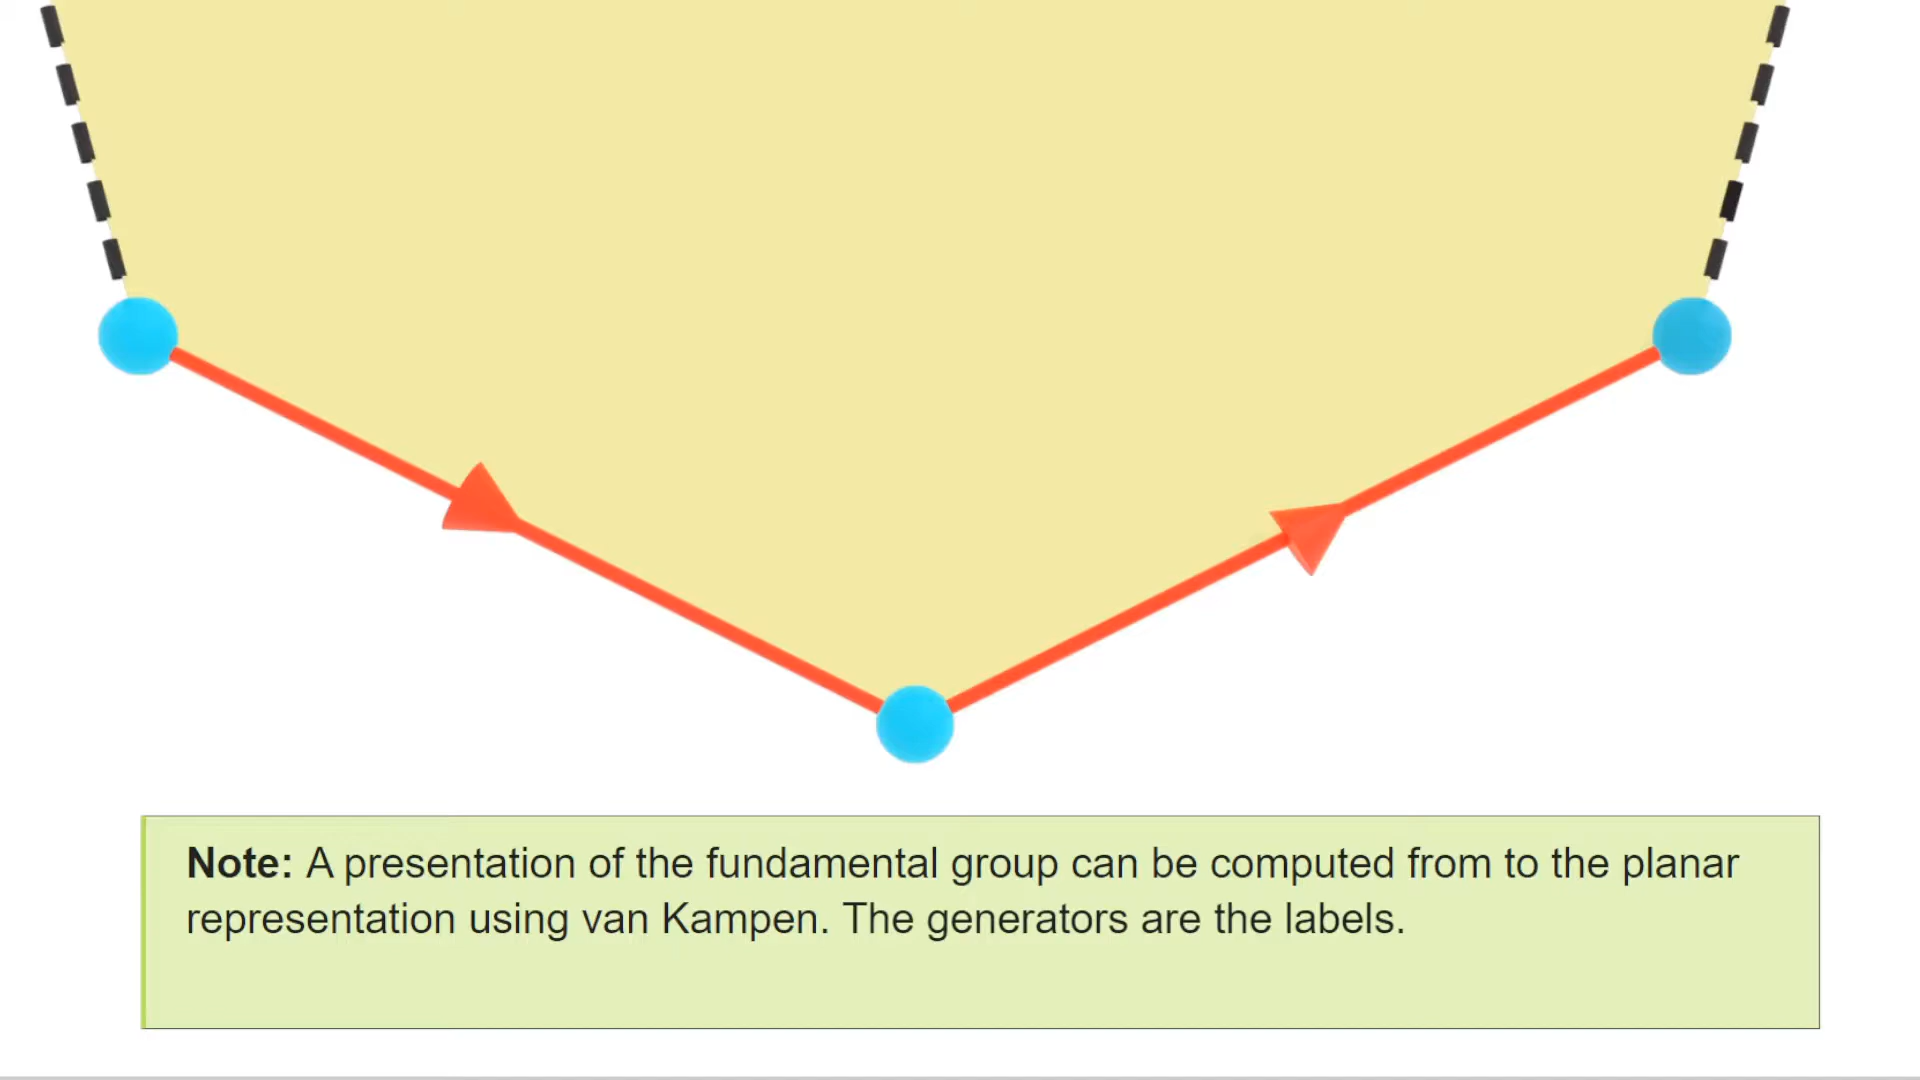 Note: A presentation of the fundamental group can be computed from to the planar
representation using van Kampen. The generators are the labels.